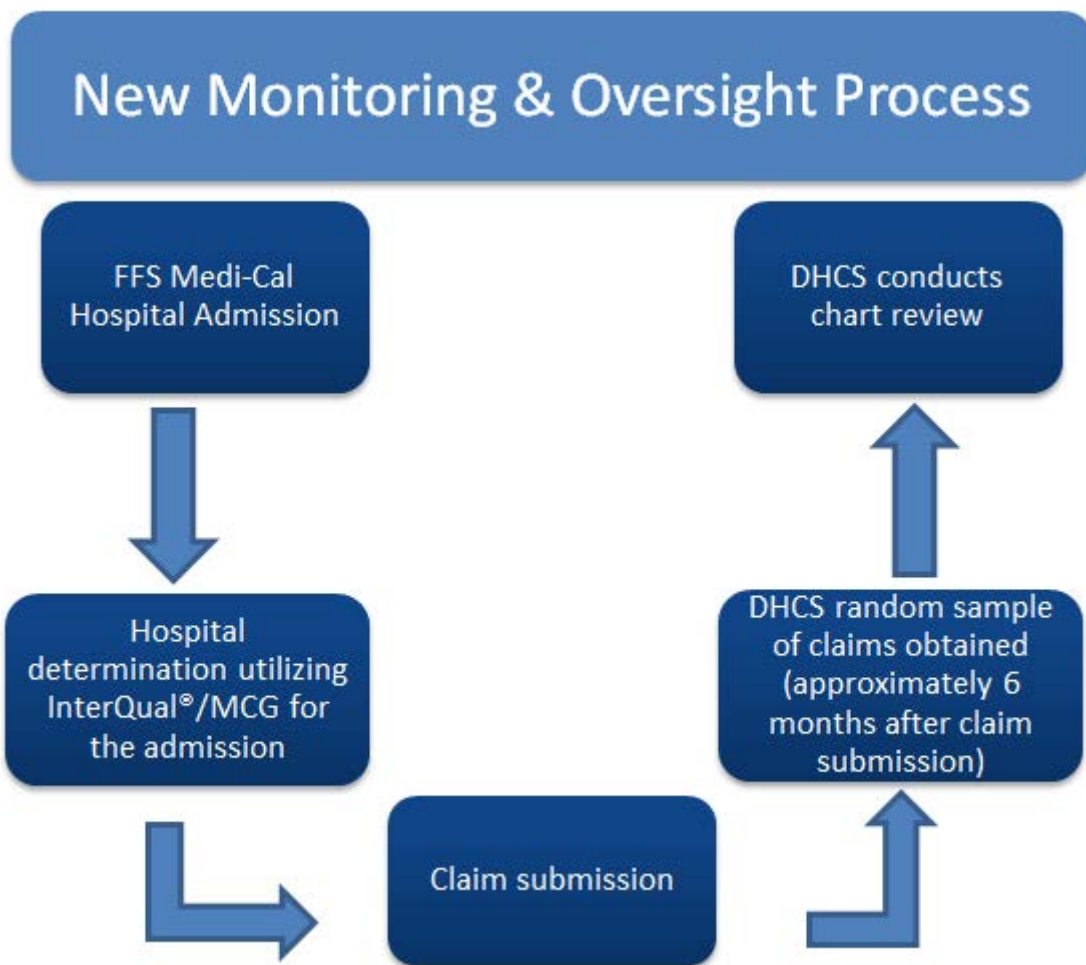 New Monitoring & Oversight Process
FFS Medi-Cal
Hospital Admission
Hospital
determination utilizing
InterQual®/MCG for
the admission
Claim submission
DHCS random sample
of claims obtained
(approximately 6
months after claim
submission)
DHCS conducts
chart review